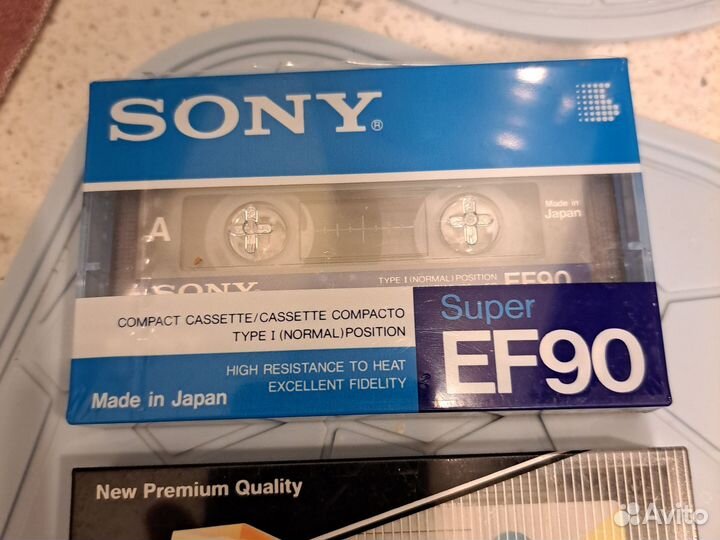 SONY®
A
Made in
Japan
TYPE I (NORMAL) POSITION EF90
SONY
COMPACT CASSETTE/CASSETTE COMPACTO
TYPE I (NORMAL) POSITION
Super
EF90
HIGH RESISTANCE TO HEAT
EXCELLENT FIDELITY
Made in Japan
New Premium Quality
Avito